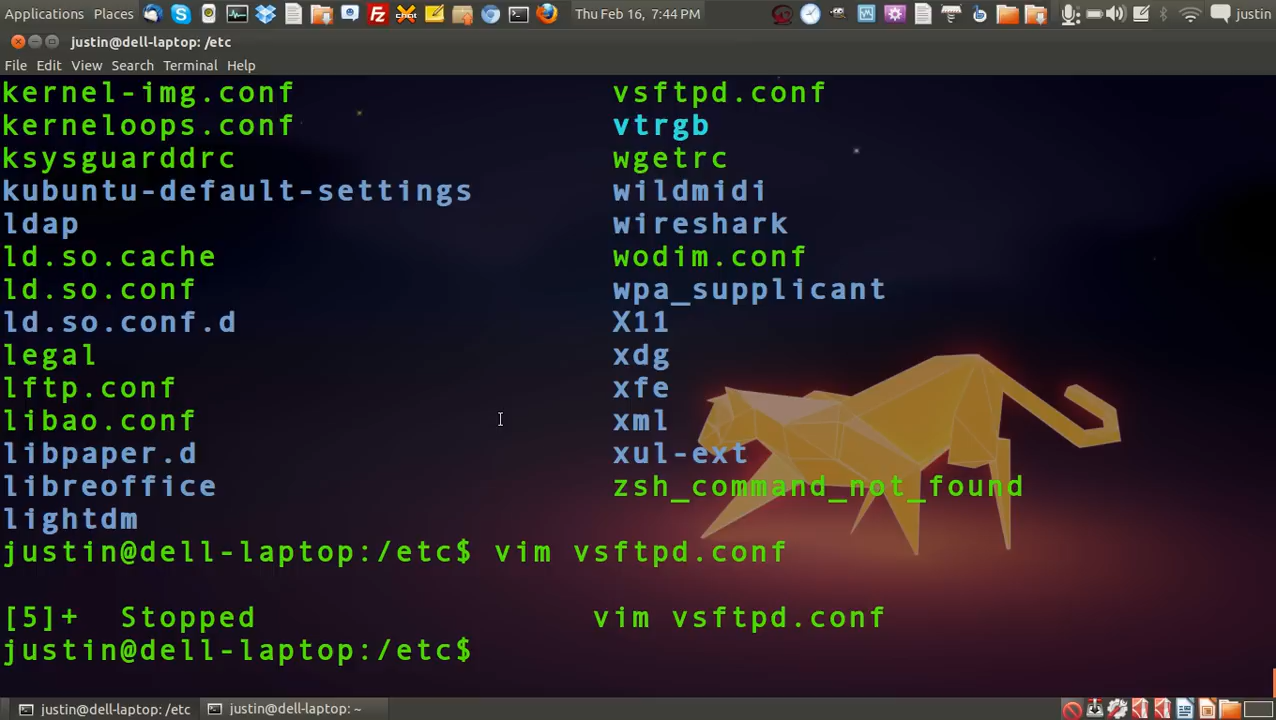 Applications Places Thu Feb 16, 7:44 PM justin
justin@dell-laptop: /etc
File Edit View Search Terminal Help
kernel-img.conf vsftpd.conf
kerneloops.conf vtrgb
ksysguarddrc wgetrc
kubuntu-default-settings wildmidi
ldap wireshark
ld.so.cache wodim.conf
ld.so.conf wpa_supplicant
ld.so.conf.d X11
legal xdg
lftp.conf xfe
libao.conf xml
libpaper.d xul-ext
libreoffice zsh_command_not_found
lightdm
justin@dell-laptop:/etc$ vim vsftpd.conf
[5]+ Stopped vim vsftpd.conf
justin@dell-laptop:/etc$
justin@dell-laptop: /etc justin@dell-laptop: ~